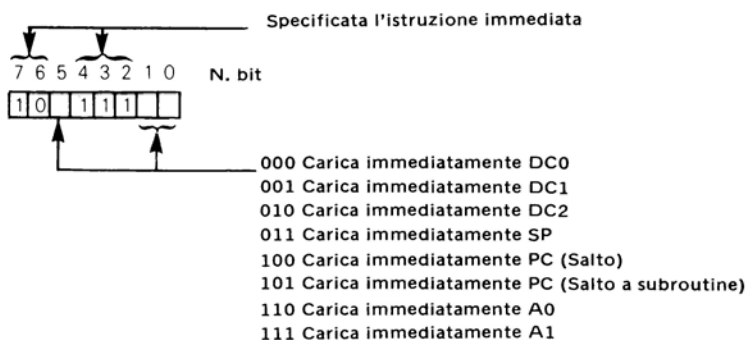 Specificata l'istruzione immediata
7 6 5 4 3 2 1 0 N. bit
1 0 1 1 1
000 Carica immediatamente DC0
001 Carica immediatamente DC1
010 Carica immediatamente DC2
011 Carica immediatamente SP
100 Carica immediatamente PC (Salto)
101 Carica immediatamente PC (Salto a subroutine)
110 Carica immediatamente A0
111 Carica immediatamente A1